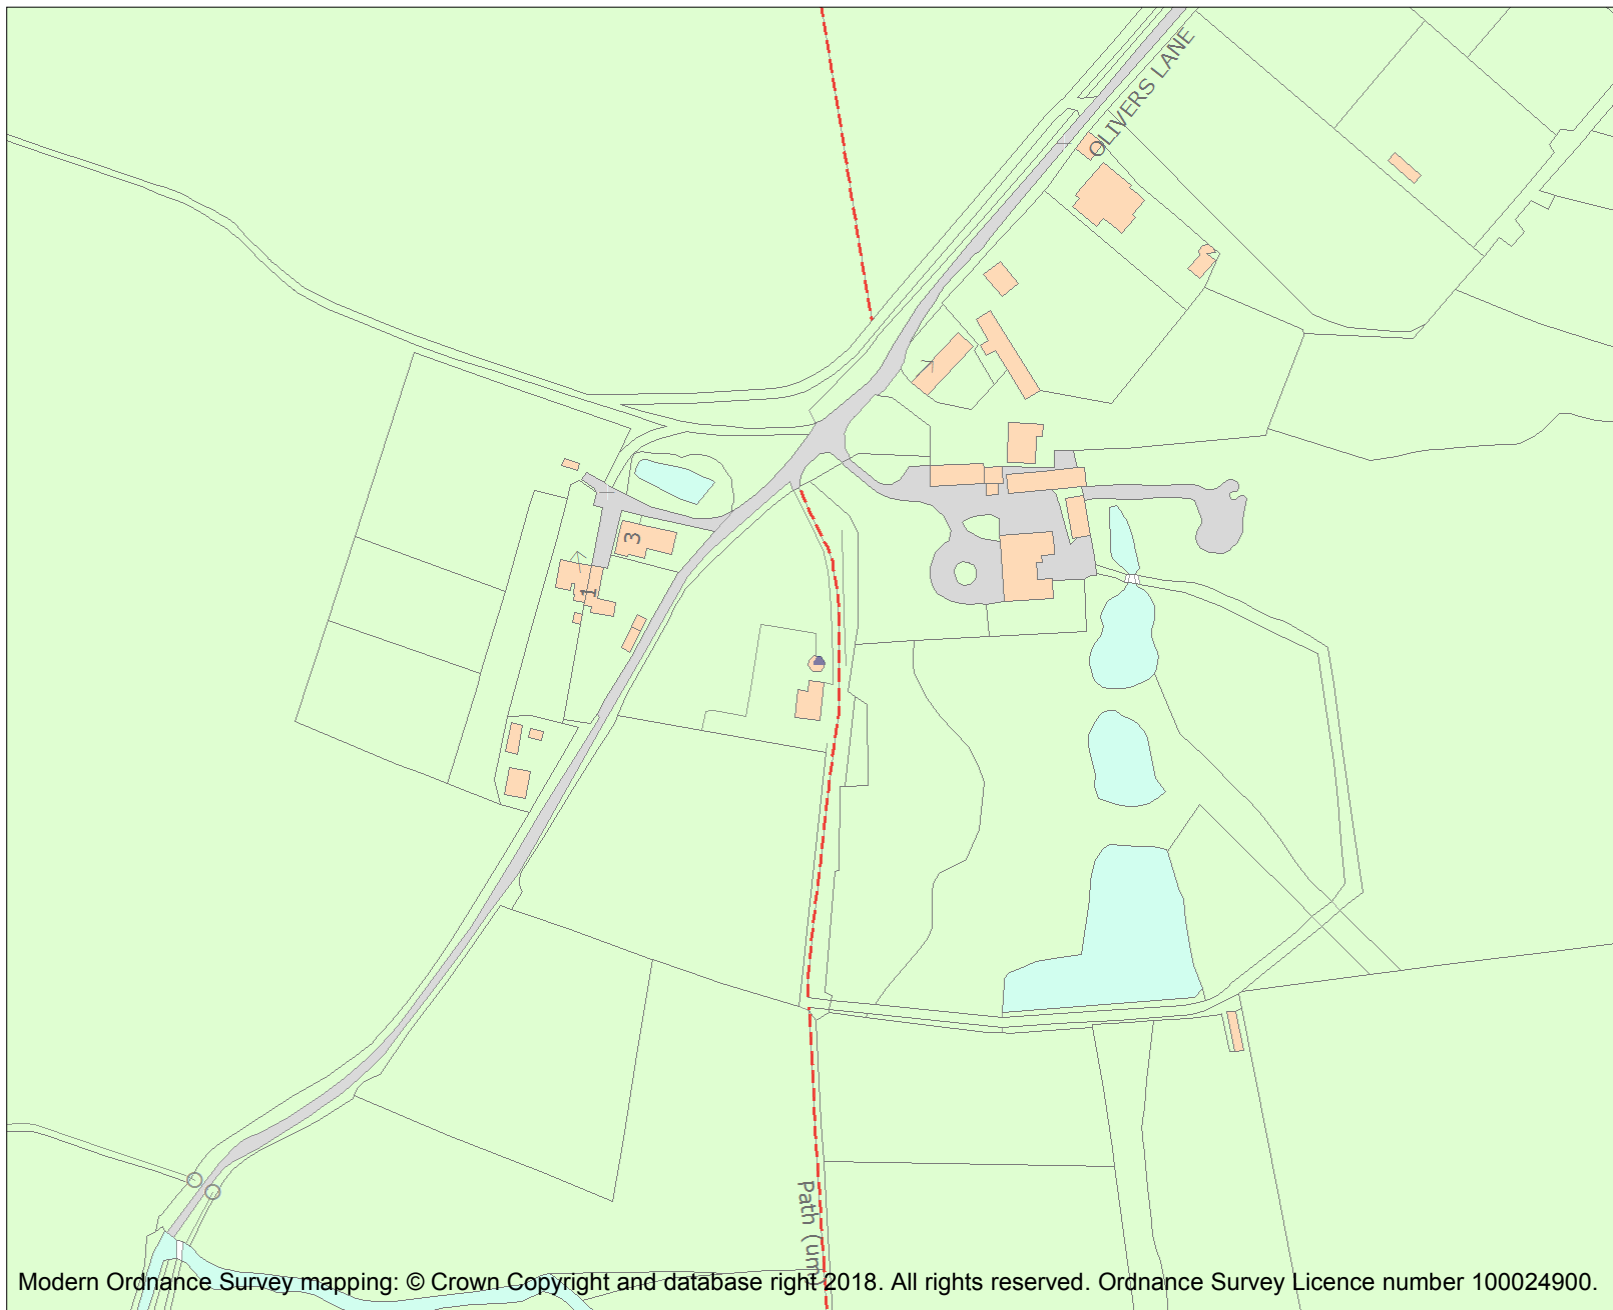 OLIVERS LANE
3
1
Path (um)
Modern Ordnance Survey mapping: © Crown Copyright and database right 2018. All rights reserved. Ordnance Survey Licence number 100024900.